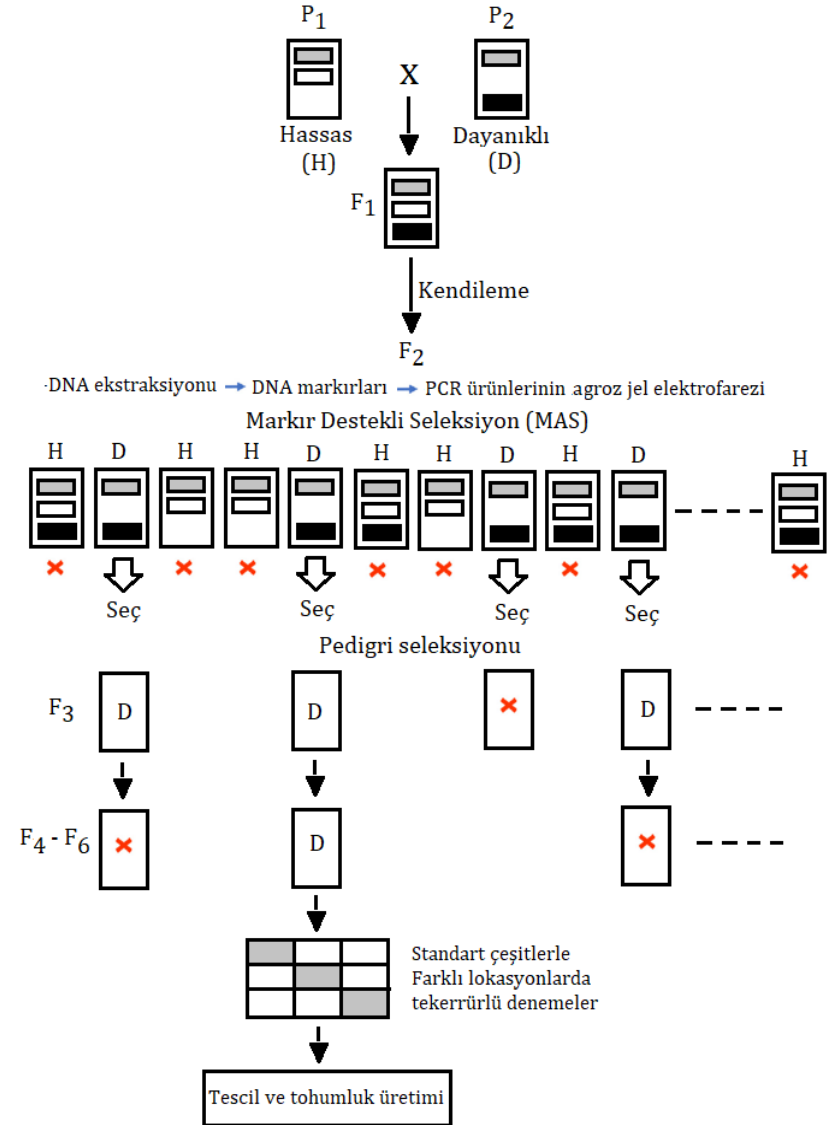 P1 P2
X
Hassas Dayanıklı
(H) (D)
F1
Kendileme
F2
-DNA ekstraksiyonu → DNA markırları → PCR ürünlerinin agroz jel elektrofarezi
Markır Destekli Seleksiyon (MAS)
H D H H D H H D H D H
Seç Seç Seç Seç
Pedigri seleksiyonu
F3 D D D
F4 - F6 D
Standart çeşitlerle
Farklı lokasyonlarda
tekerrürlü denemeler
Tescil ve tohumluk üretimi